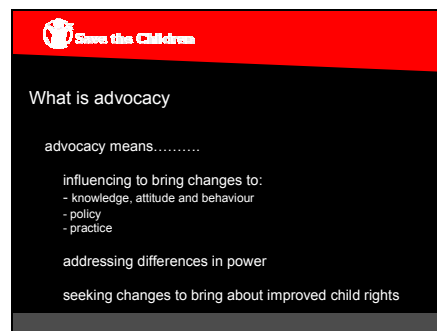 Save the Children
What is advocacy
advocacy means……….
influencing to bring changes to:
- knowledge, attitude and behaviour
- policy
- practice
addressing differences in power
seeking changes to bring about improved child rights